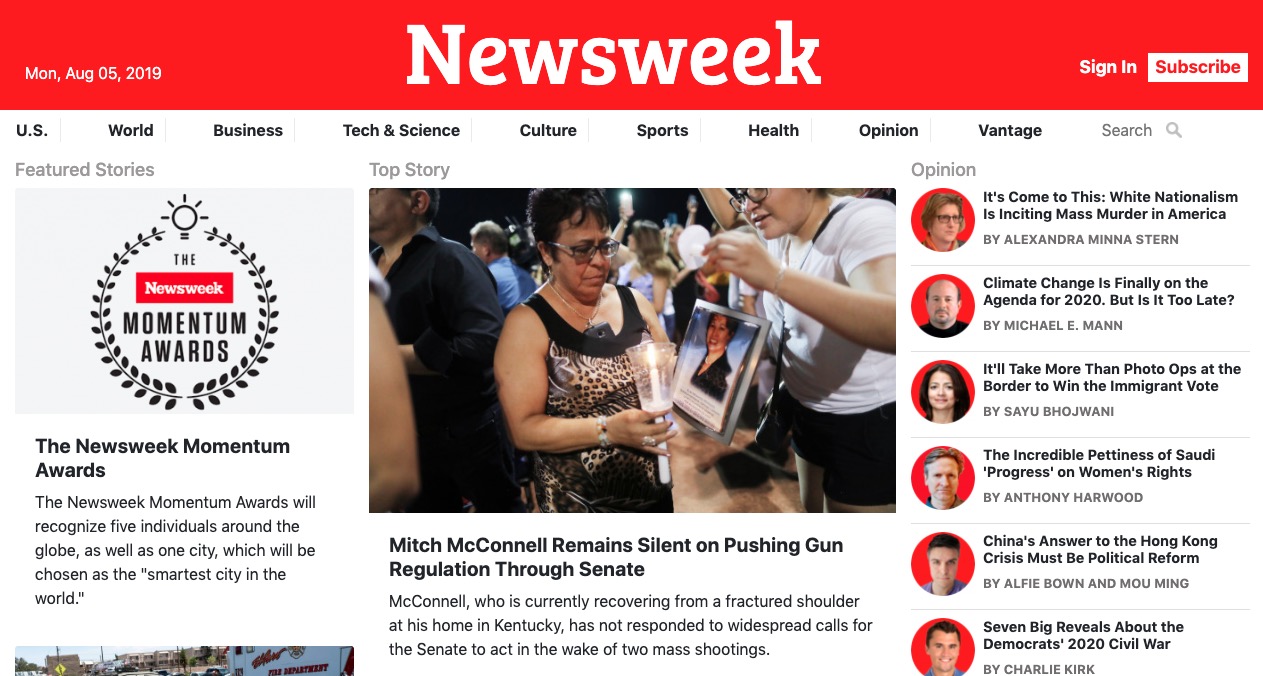 Newsweek
Mon, Aug 05, 2019
Sign In Subscribe
U.S. World Business Tech & Science Culture Sports Health Opinion Vantage Search
Featured Stories
THE
Newsweek
MOMENTUM
AWARDS
The Newsweek Momentum
Awards
The Newsweek Momentum Awards will
recognize five individuals around the
globe, as well as one city, which will be
chosen as the "smartest city in the
world."
FIRE DEPARTMENT
Top Story
Mitch McConnell Remains Silent on Pushing Gun
Regulation Through Senate
McConnell, who is currently recovering from a fractured shoulder
at his home in Kentucky, has not responded to widespread calls for
the Senate to act in the wake of two mass shootings.
Opinion
It's Come to This: White Nationalism
Is Inciting Mass Murder in America
BY ALEXANDRA MINNA STERN
Climate Change Is Finally on the
Agenda for 2020. But Is It Too Late?
BY MICHAEL E. MANN
It'll Take More Than Photo Ops at the
Border to Win the Immigrant Vote
BY SAYU BHOJWANI
The Incredible Pettiness of Saudi
'Progress' on Women's Rights
BY ANTHONY HARWOOD
China's Answer to the Hong Kong
Crisis Must Be Political Reform
BY ALFIE BOWN AND MOU MING
Seven Big Reveals About the
Democrats' 2020 Civil War
BY CHARLIE KIRK